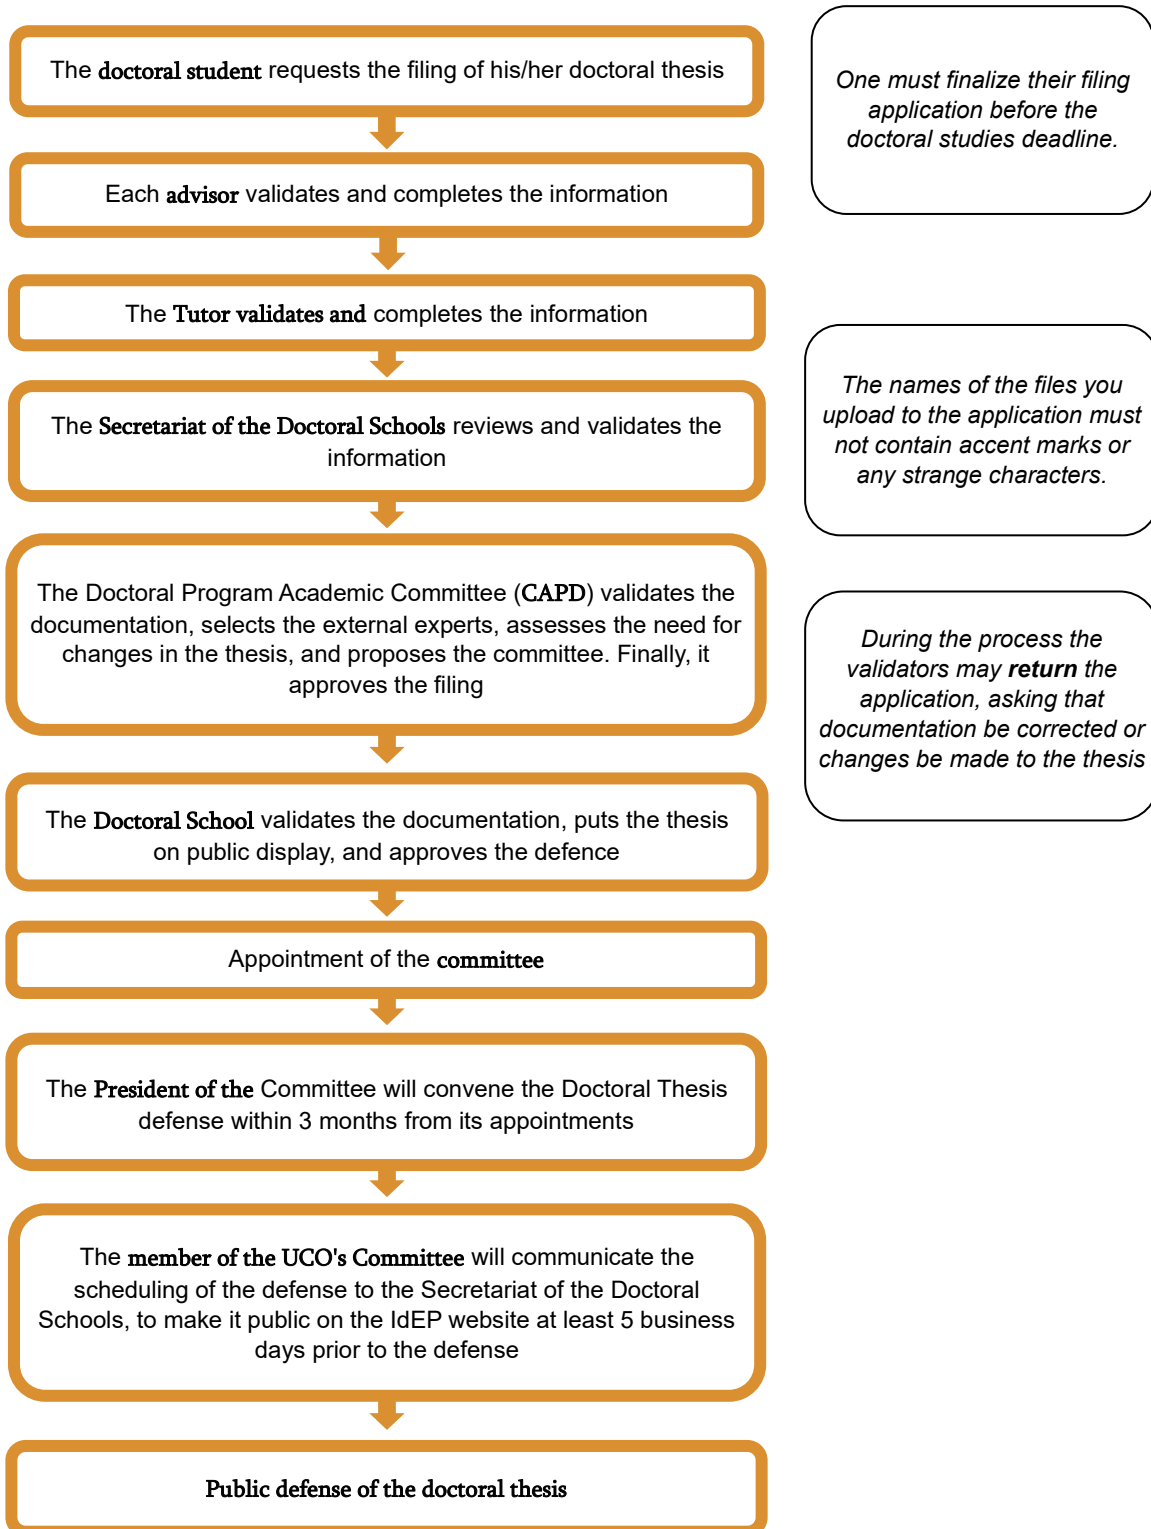 The doctoral student requests the filing of his/her doctoral thesis
One must finalize their filing
application before the
doctoral studies deadline.
Each advisor validates and completes the information
The Tutor validates and completes the information
The names of the files you
upload to the application must
not contain accent marks or
any strange characters.
The Secretariat of the Doctoral Schools reviews and validates the
information
The Doctoral Program Academic Committee (CAPD) validates the
documentation, selects the external experts, assesses the need for
changes in the thesis, and proposes the committee. Finally, it
approves the filing
During the process the
validators may return the
application, asking that
documentation be corrected or
changes be made to the thesis
The Doctoral School validates the documentation, puts the thesis
on public display, and approves the defence
Appointment of the committee
The President of the Committee will convene the Doctoral Thesis
defense within 3 months from its appointments
The member of the UCO's Committee will communicate the
scheduling of the defense to the Secretariat of the Doctoral
Schools, to make it public on the IdEP website at least 5 business
days prior to the defense
Public defense of the doctoral thesis